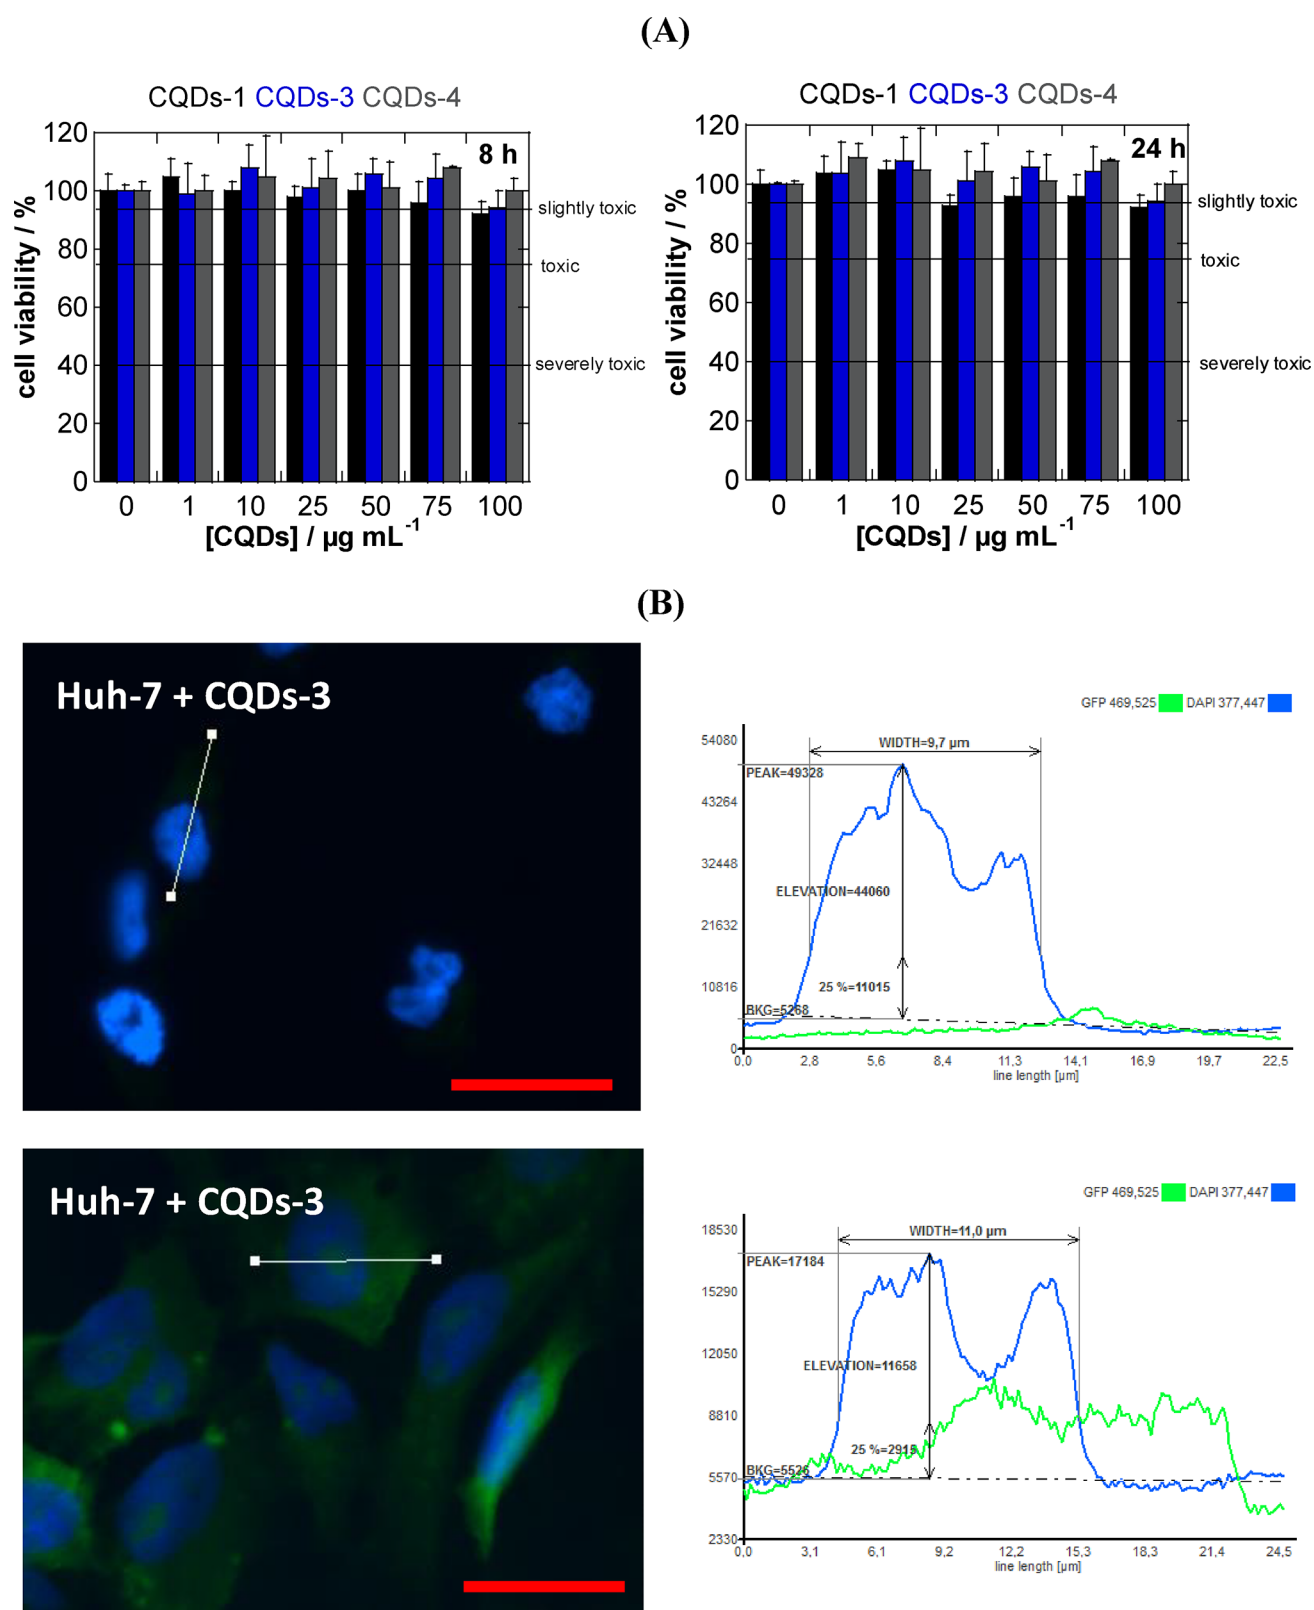 (A)
CQDs-1 CQDs-3 CQDs-4
8 h
cell viability / %
120
100
80
60
40
20
0
slightly toxic
toxic
severely toxic
0 1 10 25 50 75 100
[CQDs] / µg mL-1
CQDs-1 CQDs-3 CQDs-4
24 h
cell viability / %
120
100
80
60
40
20
0
slightly toxic
toxic
severely toxic
0 1 10 25 50 75 100
[CQDs] / µg mL-1
(B)
Huh-7 + CQDs-3
GFP 469,525 DAPI 377,447
54080
43264
32448
21632
10816
0
WIDTH=9,7 µm
PEAK=49328
ELEVATION=44060
25 %=11015
BKG=5268
0,0 2,8 5,6 8,4 11,3 14,1 16,9 19,7 22,5
line length [µm]
Huh-7 + CQDs-3
GFP 469,525 DAPI 377,447
18530
15290
12050
8810
5570
2330
WIDTH=11,0 µm
PEAK=17184
ELEVATION=11658
25 %=2915
BKG=5526
0,0 3,1 6,1 9,2 12,2 15,3 18,3 21,4 24,5
line length [µm]